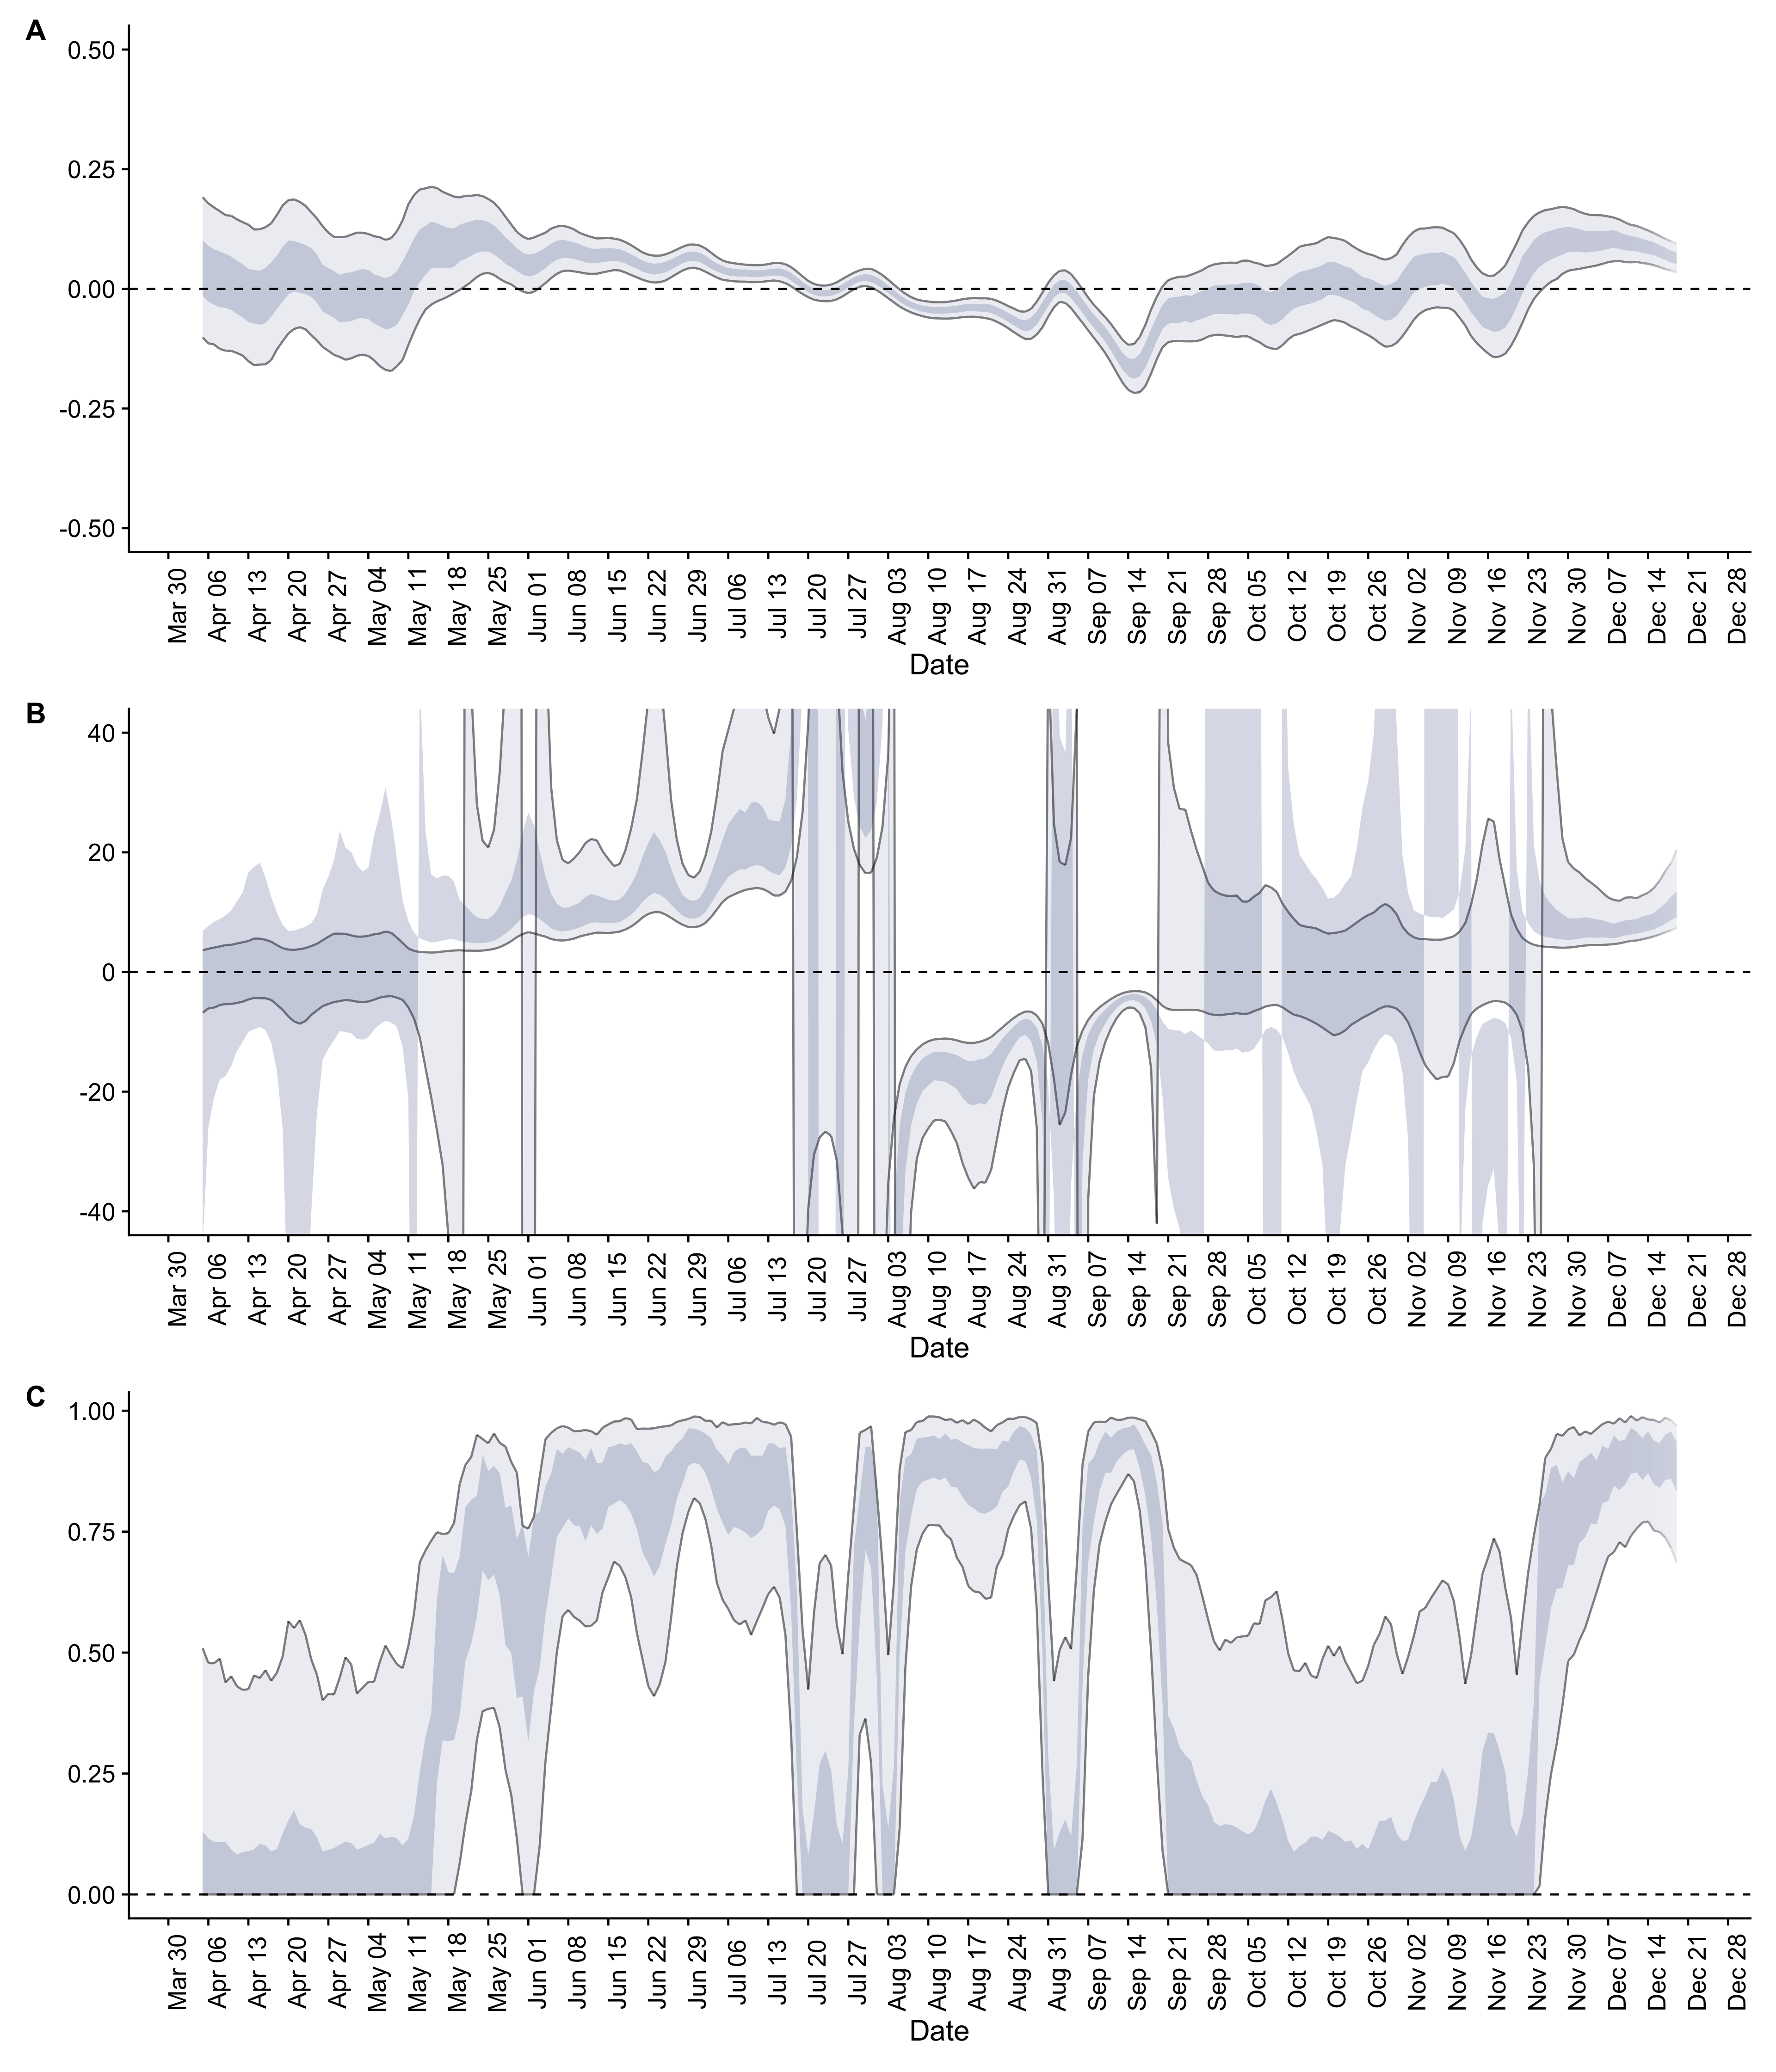 A
0.50
0.25
0.00
-0.25
-0.50
Mar 30 Apr 06 Apr 13 Apr 20 Apr 27 May 04 May 11 May 18 May 25 Jun 01 Jun 08 Jun 15 Jun 22 Jun 29 Jul 06 Jul 13 Jul 20 Jul 27 Aug 03 Aug 10 Aug 17 Aug 24 Aug 31 Sep 07 Sep 14 Sep 21 Sep 28 Oct 05 Oct 12 Oct 19 Oct 26 Nov 02 Nov 09 Nov 16 Nov 23 Nov 30 Dec 07 Dec 14 Dec 21 Dec 28
Date
B
40
20
0
-20
-40
Mar 30 Apr 06 Apr 13 Apr 20 Apr 27 May 04 May 11 May 18 May 25 Jun 01 Jun 08 Jun 15 Jun 22 Jun 29 Jul 06 Jul 13 Jul 20 Jul 27 Aug 03 Aug 10 Aug 17 Aug 24 Aug 31 Sep 07 Sep 14 Sep 21 Sep 28 Oct 05 Oct 12 Oct 19 Oct 26 Nov 02 Nov 09 Nov 16 Nov 23 Nov 30 Dec 07 Dec 14 Dec 21 Dec 28
Date
C
1.00
0.75
0.50
0.25
0.00
Mar 30 Apr 06 Apr 13 Apr 20 Apr 27 May 04 May 11 May 18 May 25 Jun 01 Jun 08 Jun 15 Jun 22 Jun 29 Jul 06 Jul 13 Jul 20 Jul 27 Aug 03 Aug 10 Aug 17 Aug 24 Aug 31 Sep 07 Sep 14 Sep 21 Sep 28 Oct 05 Oct 12 Oct 19 Oct 26 Nov 02 Nov 09 Nov 16 Nov 23 Nov 30 Dec 07 Dec 14 Dec 21 Dec 28
Date